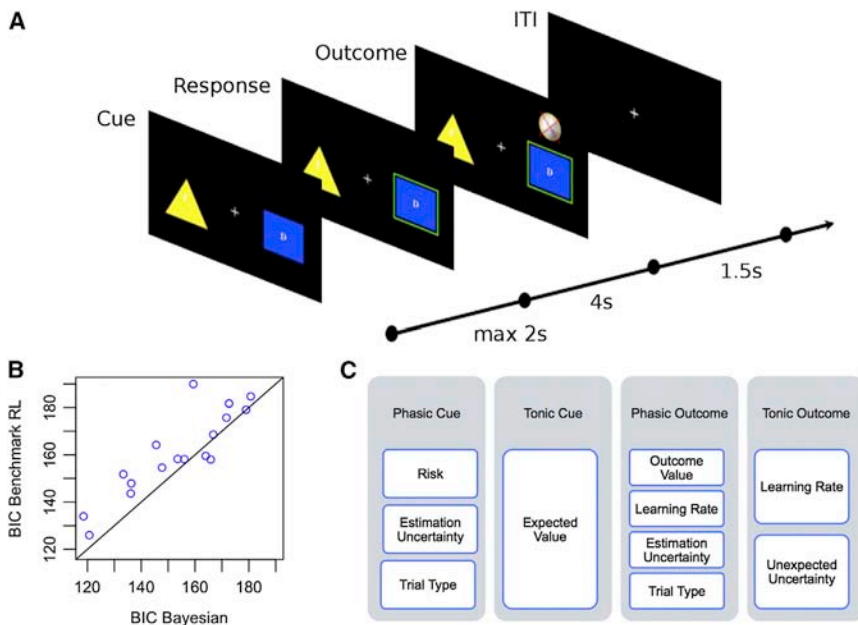 A
Cue
Response
Outcome
ITI
D
D
D
max 2s
4s
1.5s
B
BIC Benchmark RL
120
140
160
180
120
140
160
180
BIC Bayesian
C
Phasic Cue
Risk
Estimation
Uncertainty
Trial Type
Tonic Cue
Expected
Value
Phasic Outcome
Outcome
Value
Learning Rate
Estimation
Uncertainty
Trial Type
Tonic Outcome
Learning Rate
Unexpected
Uncertainty